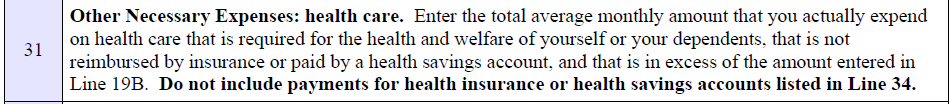 Other Necessary Expenses: health care. Enter the total average monthly amount that you actually expend
31
on health care that is required for the health and welfare of yourself or your dependents, that is not
reimbursed by insurance or paid by a health savings account, and that is in excess of the amount entered in
Line 19B. Do not include payments for health insurance or health savings accounts listed in Line 34.